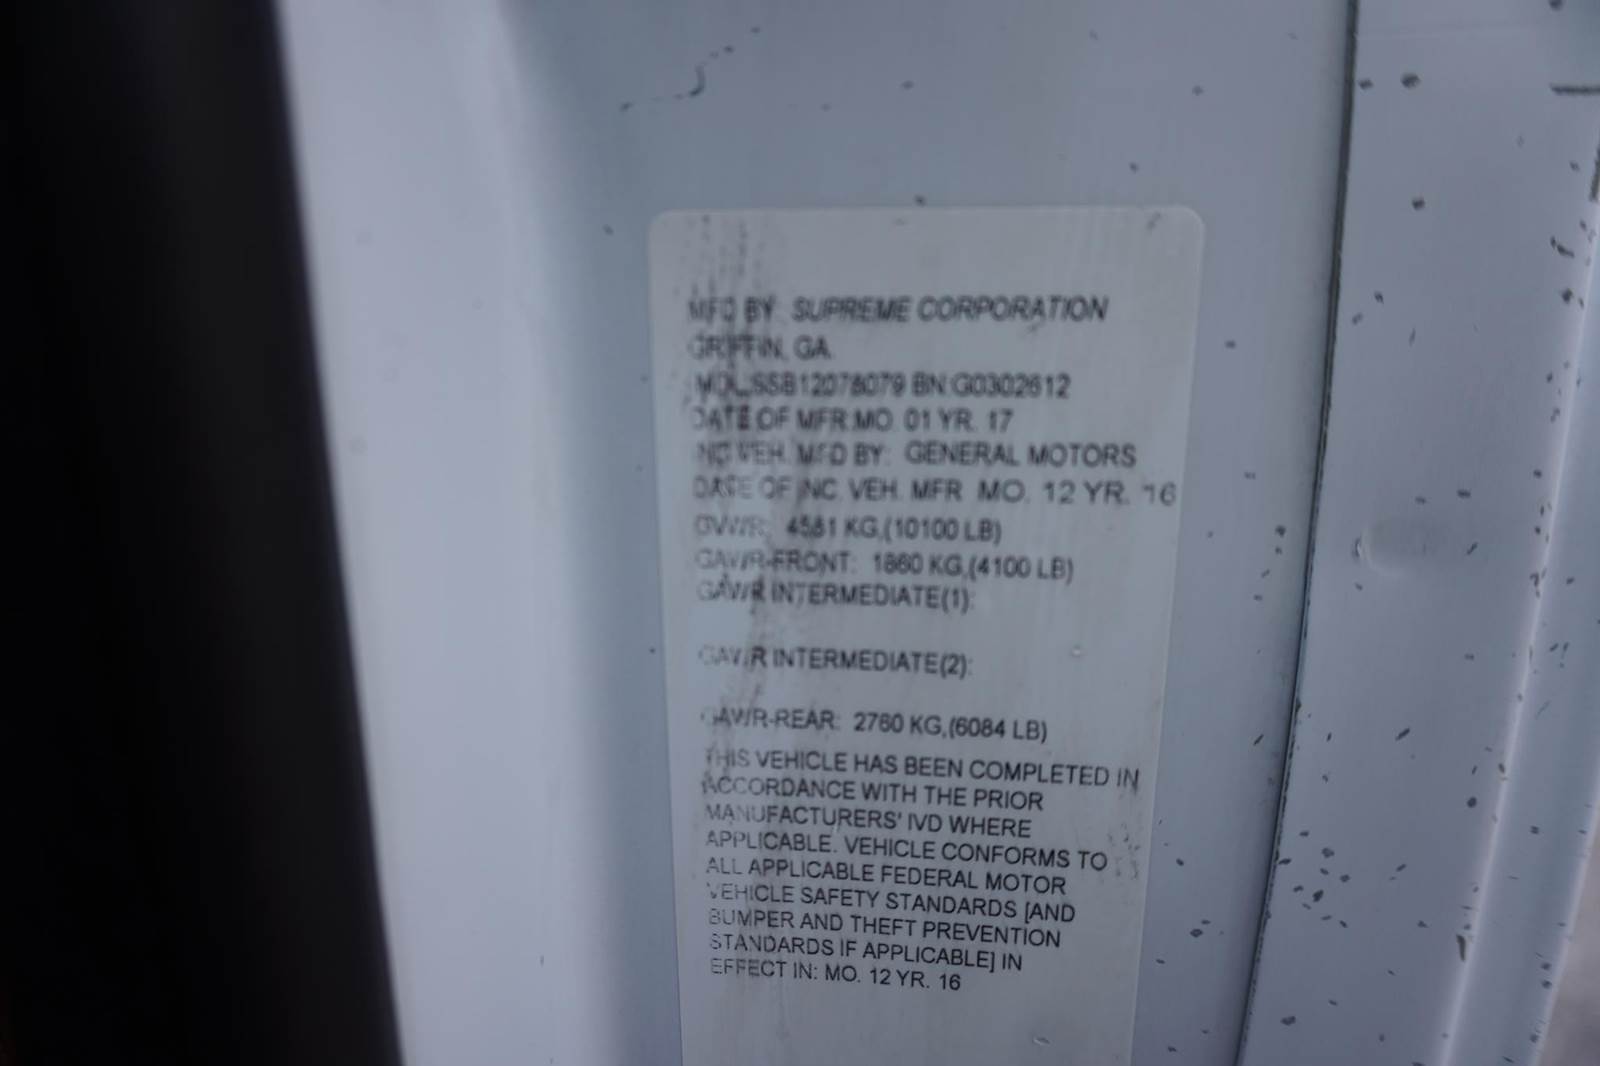 MFD BY: SUPREME CORPORATION
GRIFFIN, GA.
BN:G0302612
DATE OF MFR:MO. 01 YR. 17
INC VEH. MFD BY: GENERAL MOTORS
DATE OF INC. VEH. MFR MO. 12 YR. 16
GVWR: 4581 KG,(10100 LB)
GAWR-FRONT: 1860 KG,(4100 LB)
GAWR INTERMEDIATE(1):
GAWR INTERMEDIATE(2):
GAWR-REAR: 2760 KG,(6084 LB)
THIS VEHICLE HAS BEEN COMPLETED IN
ACCORDANCE WITH THE PRIOR
MANUFACTURERS' IVD WHERE
APPLICABLE. VEHICLE CONFORMS TO
ALL APPLICABLE FEDERAL MOTOR
VEHICLE SAFETY STANDARDS [AND
BUMPER AND THEFT PREVENTION
STANDARDS IF APPLICABLE] IN
EFFECT IN: MO. 12 YR. 16